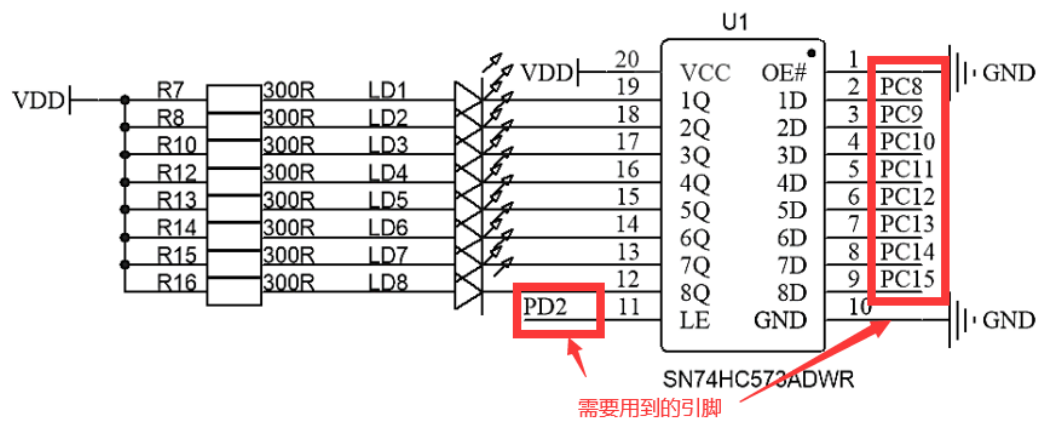 U1
VDD
R7 300R LD1
R8 300R LD2
R10 300R LD3
R12 300R LD4
R13 300R LD5
R14 300R LD6
R15 300R LD7
R16 300R LD8
VDD 20 VCC OE# 1 GND
19 1Q 1D 2 PC8
18 2Q 2D 3 PC9
17 3Q 3D 4 PC10
16 4Q 4D 5 PC11
15 5Q 5D 6 PC12
14 6Q 6D 7 PC13
13 7Q 7D 8 PC14
12 8Q 8D 9 PC15
PD2 11 LE GND 10 GND
SN74HC573ADWR
需要用到的引脚